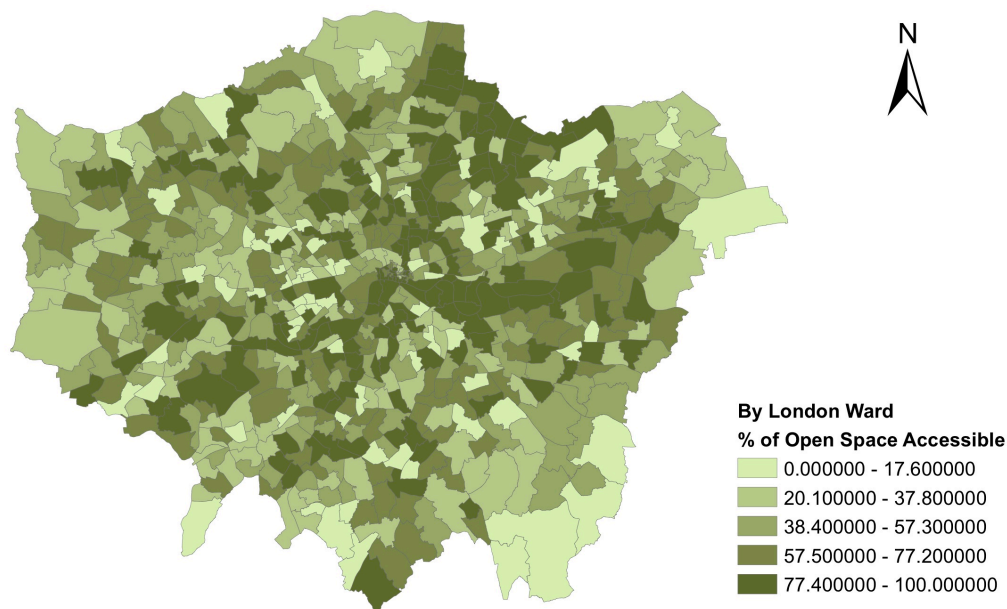 N
By London Ward
% of Open Space Accessible
0.000000 - 17.600000
20.100000 - 37.800000
38.400000 - 57.300000
57.500000 - 77.200000
77.400000 - 100.000000